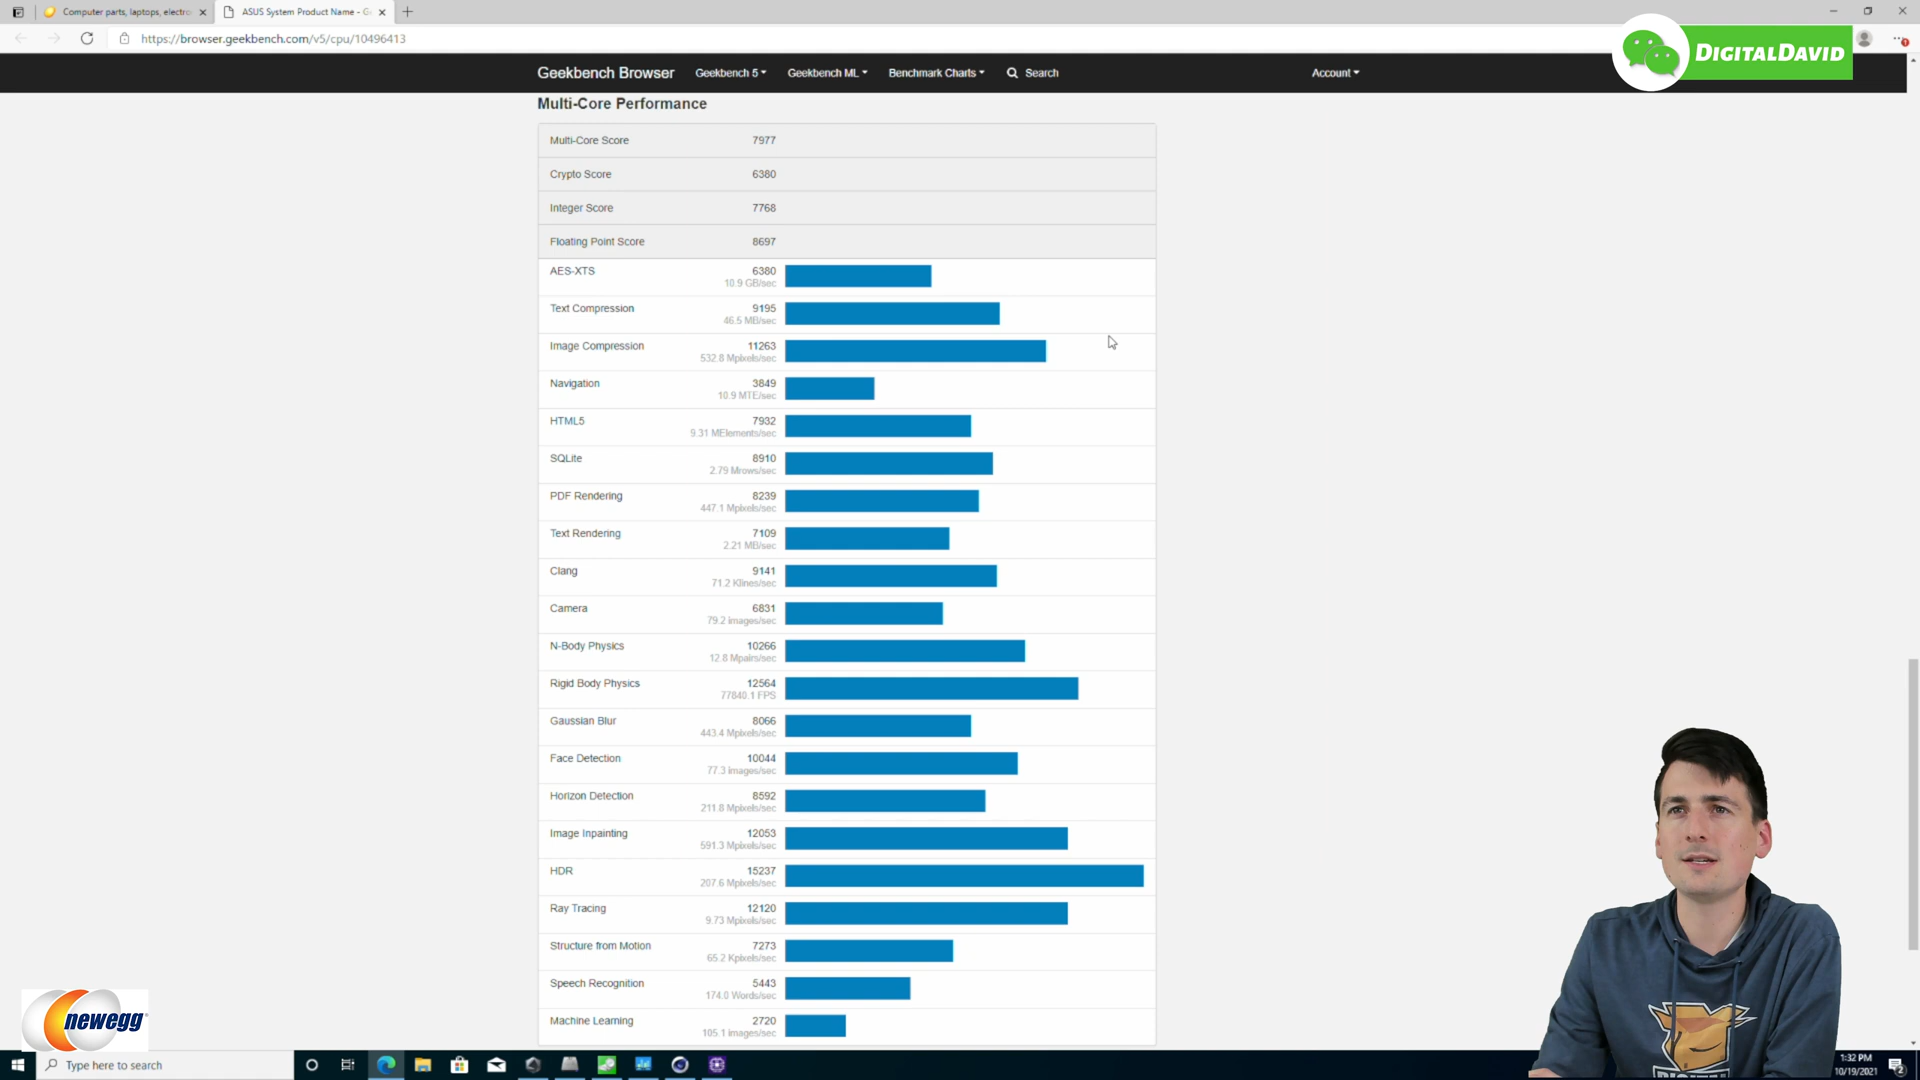 Computer parts, laptops, electro
ASUS System Product Name - Ge
https://browser.geekbench.com/v5/cpu/10496413
DIGITALDAVID
Geekbench Browser Geekbench 5 Geekbench ML Benchmark Charts Search Account
Multi-Core Performance
Multi-Core Score 7977
Crypto Score 6380
Integer Score 7768
Floating Point Score 8697
AES-XTS 6380
10.9 GB/sec
Text Compression 9195
46.5 MB/sec
Image Compression 11263
532.8 Mpixels/sec
Navigation 3849
10.9 MTE/sec
HTML5 7932
9.31 MElements/sec
SQLite 8910
2.79 Mrows/sec
PDF Rendering 8239
447.1 Mpixels/sec
Text Rendering 7109
2.21 MB/sec
Clang 9141
71.2 Klines/sec
Camera 6831
79.2 images/sec
N-Body Physics 10266
12.8 Mpairs/sec
Rigid Body Physics 12564
77840.1 FPS
Gaussian Blur 8066
443.4 Mpixels/sec
Face Detection 10044
77.3 images/sec
Horizon Detection 8592
211.8 Mpixels/sec
Image Inpainting 12053
591.3 Mpixels/sec
HDR 15237
207.6 Mpixels/sec
Ray Tracing 12120
9.73 Mpixels/sec
Structure from Motion 7273
65.2 Kpixels/sec
Speech Recognition 5443
174.0 Words/sec
Machine Learning 2720
105.1 images/sec
newegg
Type here to search
1:32 PM
10/19/2021